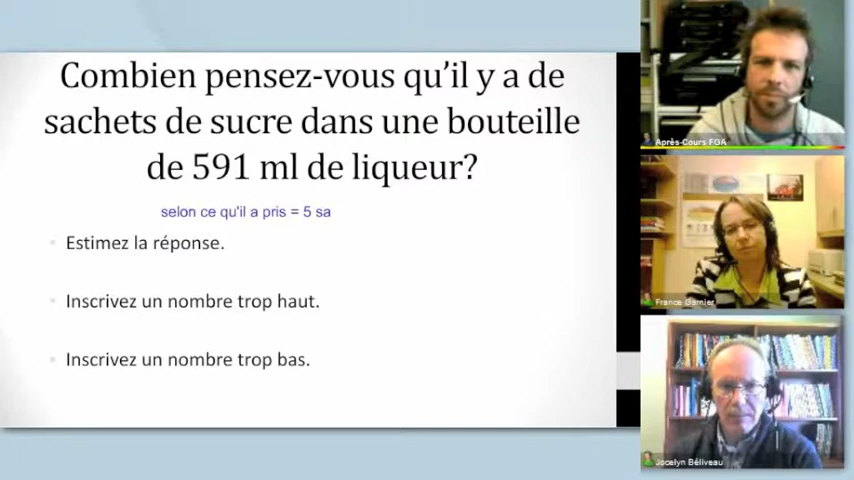 Combien pensez-vous qu'il y a de
sachets de sucre dans une bouteille
de 591 ml de liqueur?
selon ce qu'il a pris = 5 sa
Estimez la réponse.
Inscrivez un nombre trop haut.
Inscrivez un nombre trop bas.
Après-Cours FGA
France Garnier
Jocelyn Béliveau